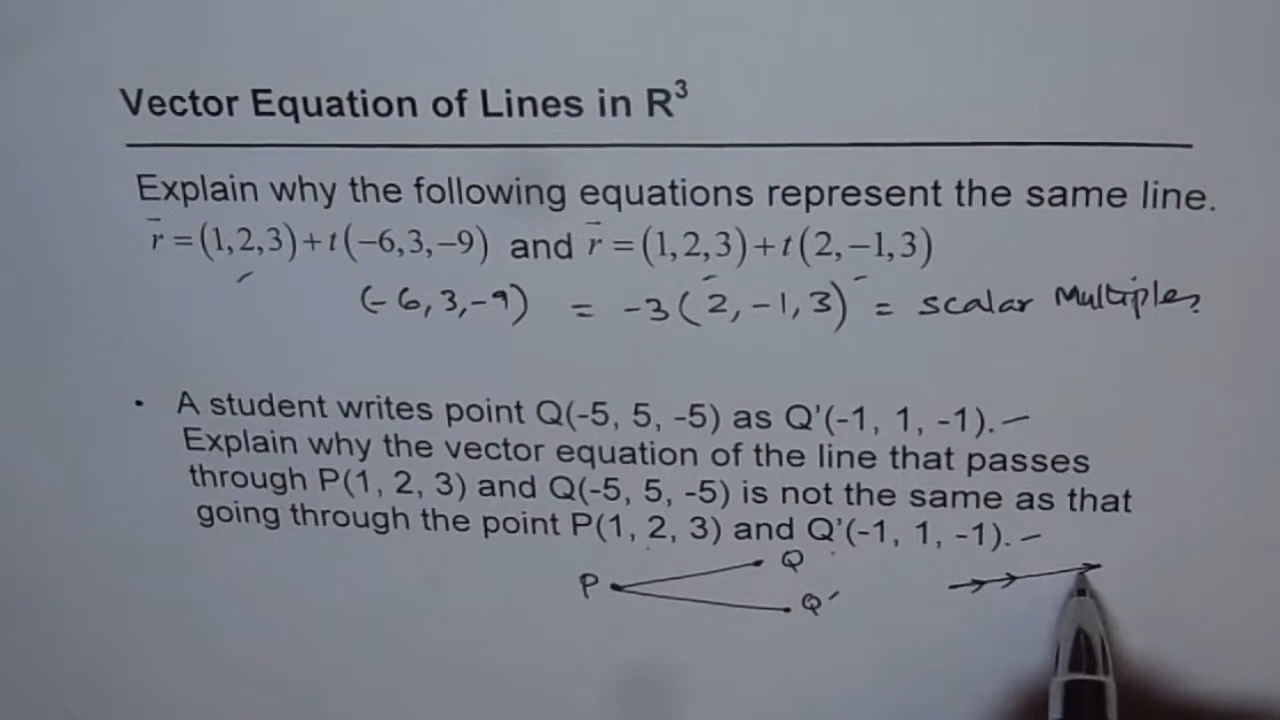 Vector Equation of Lines in R³
Explain why the following equations represent the same line.
r⃗ = (1,2,3)+t(−6,3,−9) and r⃗ = (1,2,3)+t(2,−1,3)
(-6,3,-9) = -3(2,-1,3) = scalar Multiples
• A student writes point Q(-5, 5, -5) as Q'(-1, 1, -1).
Explain why the vector equation of the line that passes
through P(1, 2, 3) and Q(-5, 5, -5) is not the same as that
going through the point P(1, 2, 3) and Q'(-1, 1, -1).
Q
P
Q'